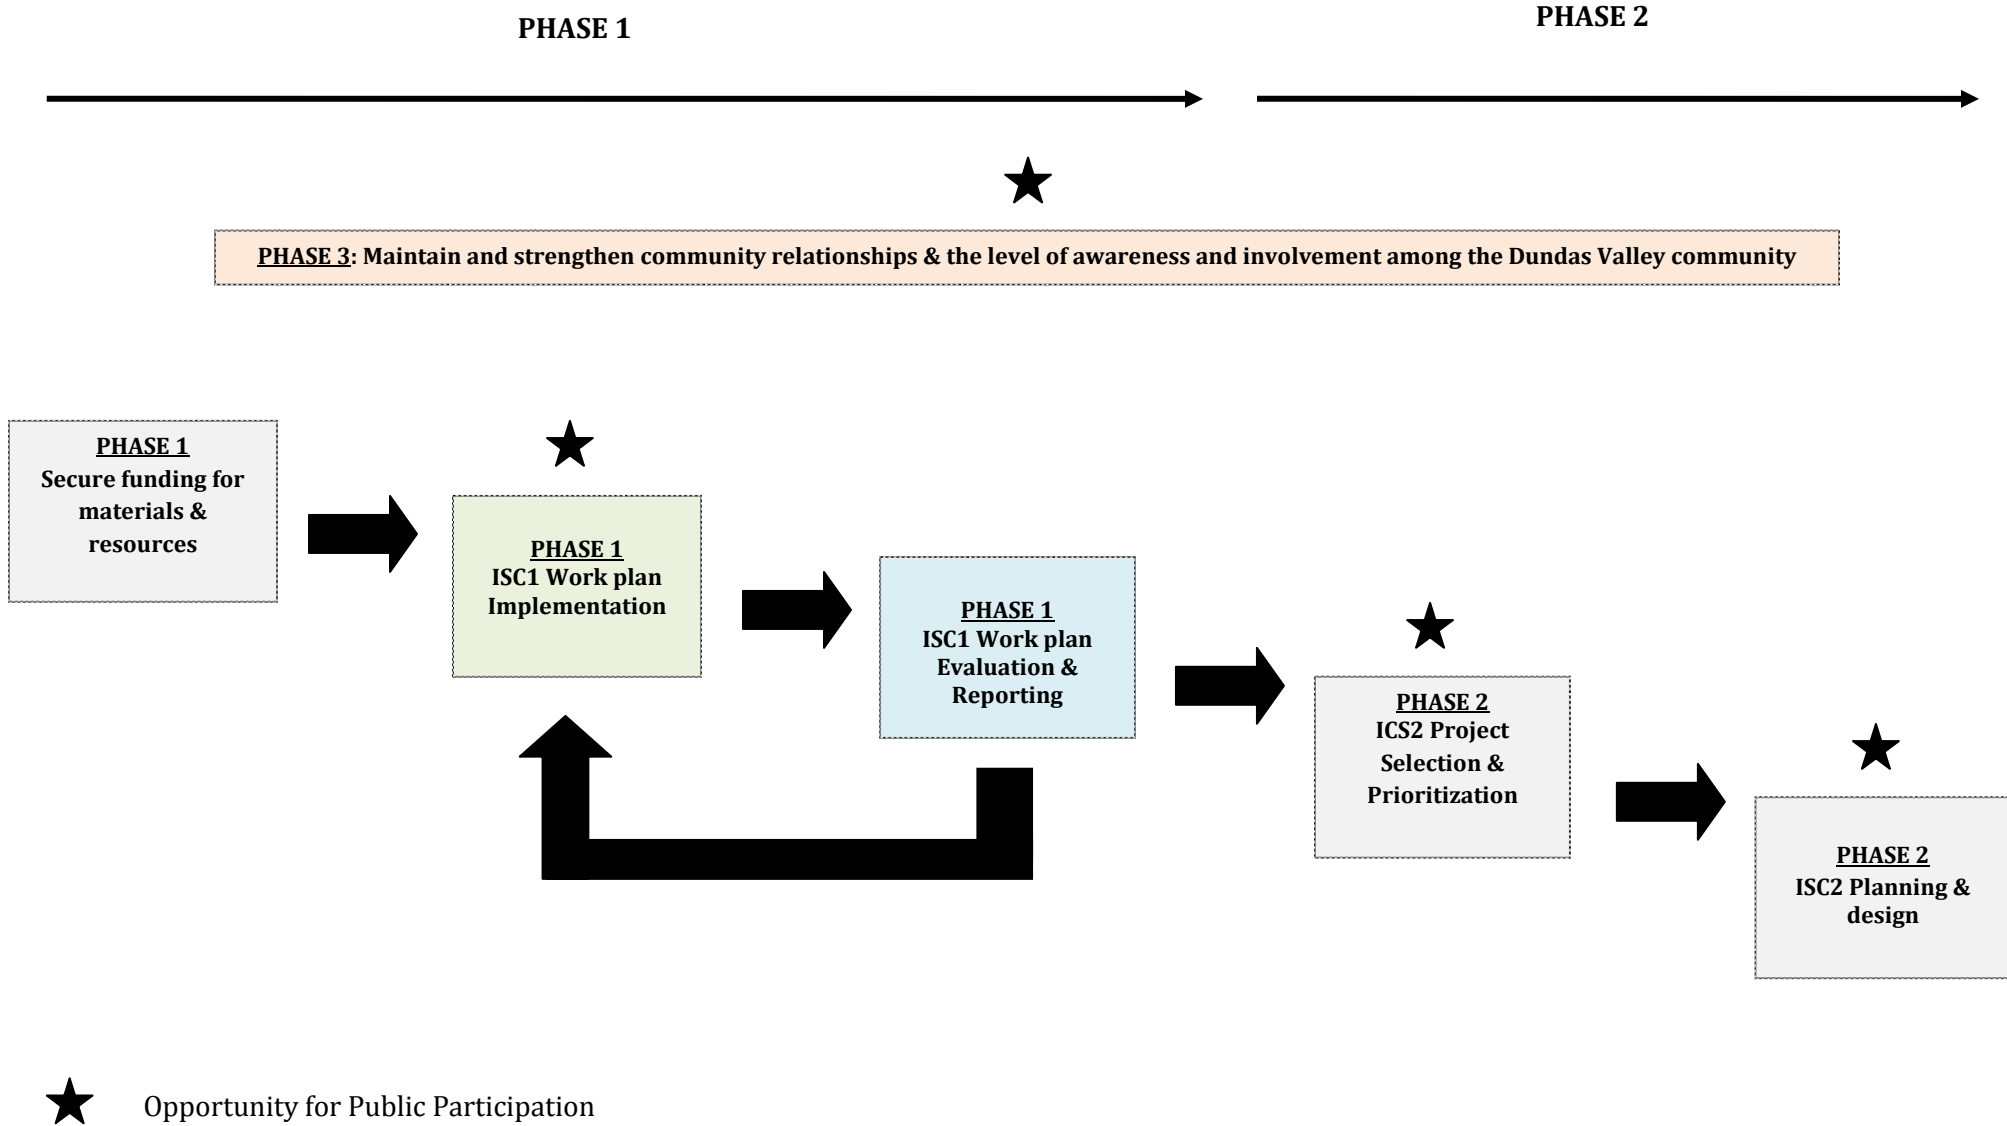 PHASE 1
PHASE 2
PHASE 3: Maintain and strengthen community relationships & the level of awareness and involvement among the Dundas Valley community
PHASE 1
Secure funding for
materials &
resources
PHASE 1
ISC1 Work plan
Implementation
PHASE 1
ISC1 Work plan
Evaluation &
Reporting
PHASE 2
ICS2 Project
Selection &
Prioritization
PHASE 2
ISC2 Planning &
design
Opportunity for Public Participation